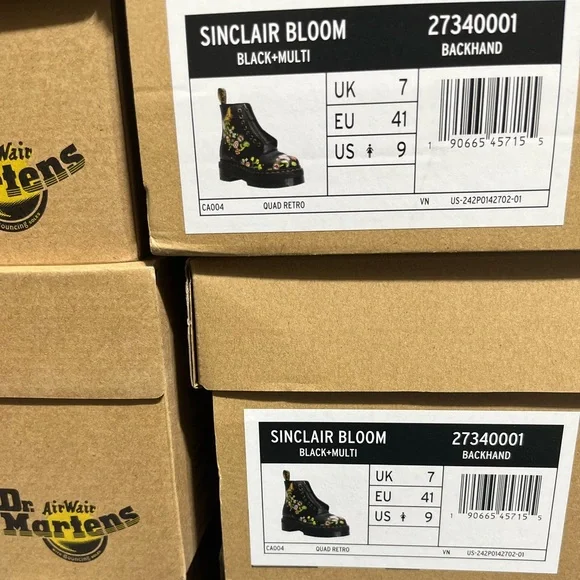 SINCLAIR BLOOM
BLACK+MULTI
27340001
BACKHAND
UK 7
EU 41
US 9
1 90665 45715 5
CA004
QUAD RETRO
VN
US-242P0142702-01
Wair
rtens
SINCLAIR BLOOM
BLACK+MULTI
27340001
BACKHAND
UK 7
EU 41
US 9
1 90665 45715 5
CA004
QUAD RETRO
VN
US-242P0142702-01
Dr. AirWair
Martens